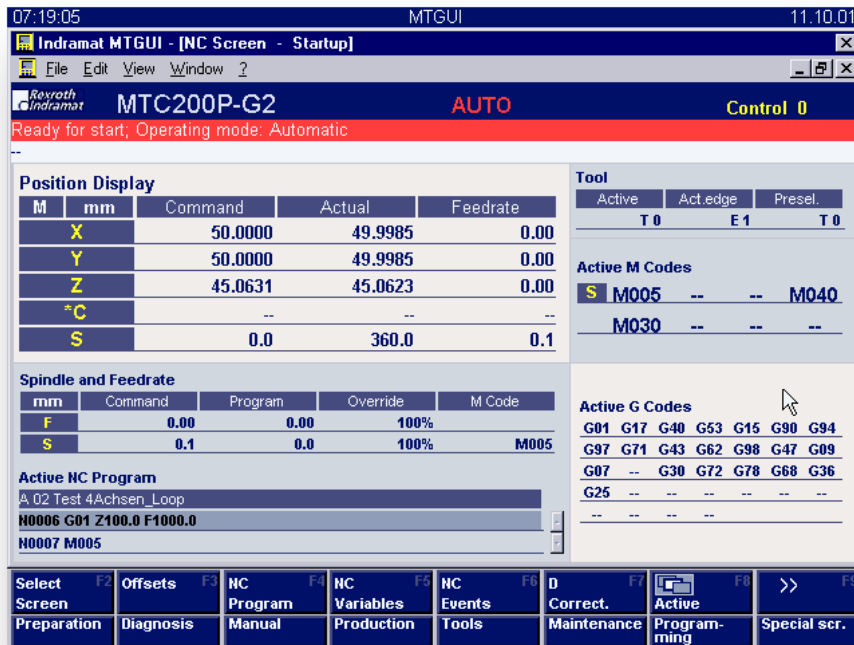 07:19:05 MTGUI 11.10.01
Indramat MTGUI - [NC Screen - Startup]
File Edit View Window ?
Rexroth Indramat MTC200P-G2 AUTO Control 0
Ready for start; Operating mode: Automatic
--
Position Display
M mm Command Actual Feedrate
X 50.0000 49.9985 0.00
Y 50.0000 49.9985 0.00
Z 45.0631 45.0623 0.00
*C -- -- --
S 0.0 360.0 0.1
Tool
Active Act.edge Presel.
T 0 E 1 T 0
Active M Codes
S M005 -- -- M040
M030 -- -- --
Spindle and Feedrate
mm Command Program Override M Code
F 0.00 0.00 100%
S 0.1 0.0 100% M005
Active G Codes
G01 G17 G40 G53 G15 G90 G94
G97 G71 G43 G62 G98 G47 G09
G07 -- G30 G72 G78 G68 G36
G25 -- -- -- -- -- --
-- -- -- --
Active NC Program
A 02 Test 4Achsen_Loop
N0006 G01 Z100.0 F1000.0
N0007 M005
Select Screen F2 Offsets F3 NC Program F4 NC Variables F5 NC Events F6 D Correct. F7 Active F8 >> F9
Preparation Diagnosis Manual Production Tools Maintenance Program-ming Special scr.